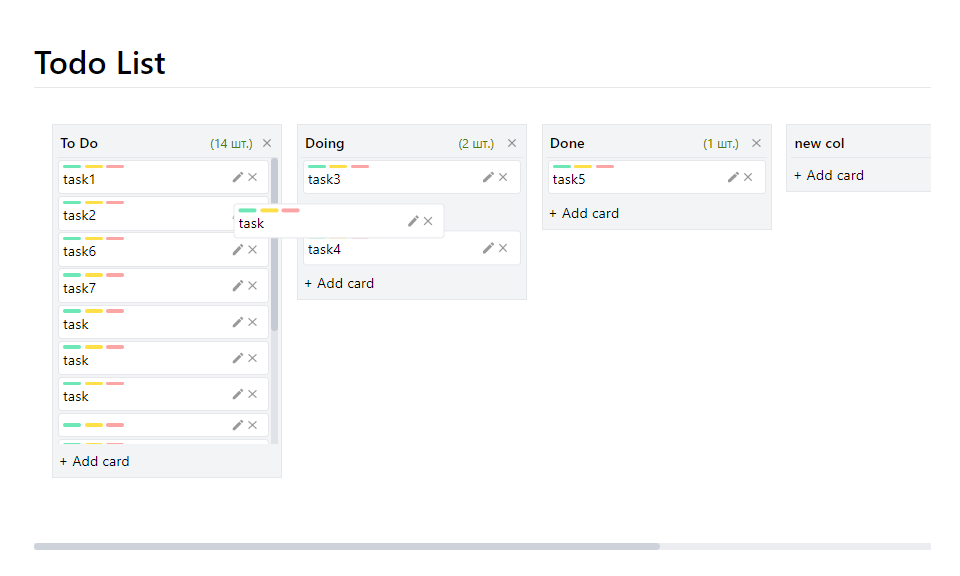 Todo List
To Do (14 шт.)
task1
task2
task6
task7
task
task
task
+ Add card
Doing (2 шт.)
task3
task
task4
+ Add card
Done (1 шт.)
task5
+ Add card
new col
+ Add card